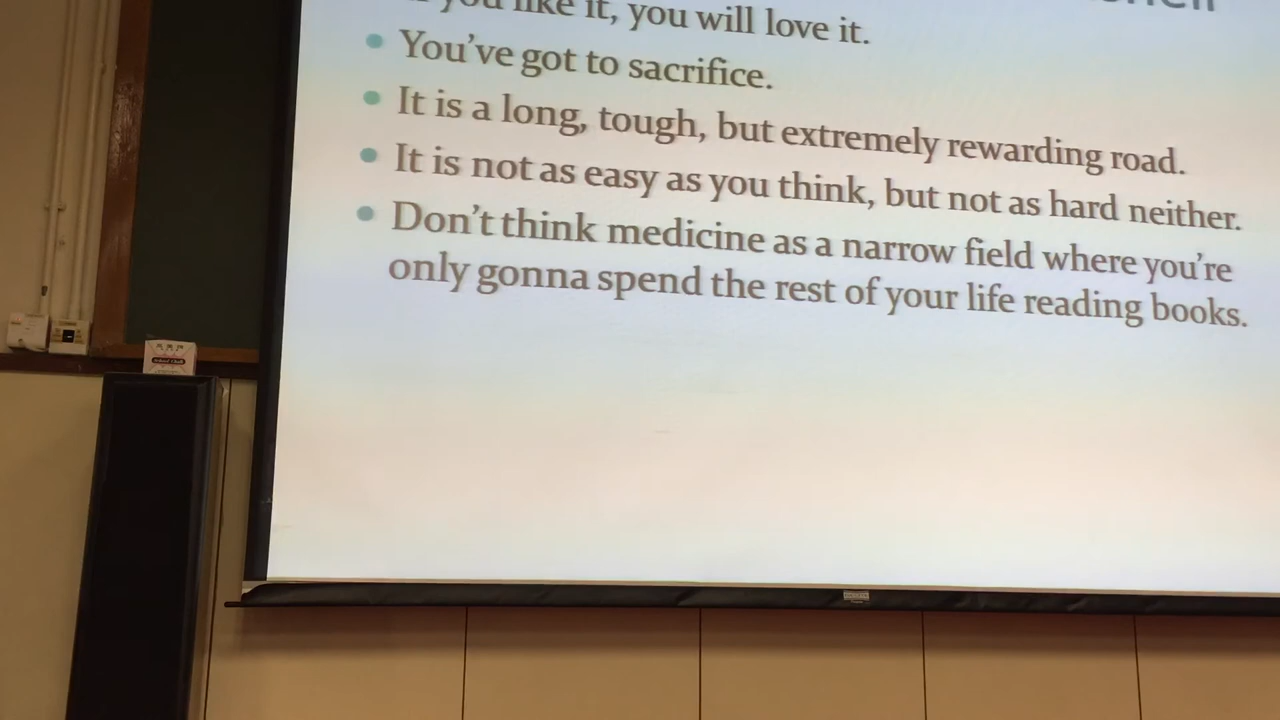 you like it, you will love it.
You've got to sacrifice.
It is a long, tough, but extremely rewarding road.
It is not as easy as you think, but not as hard neither.
Don't think medicine as a narrow field where you're
only gonna spend the rest of your life reading books.